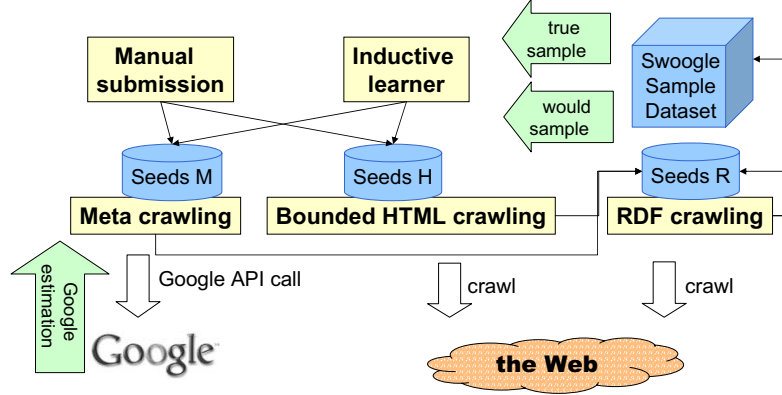 Manual
submission
Inductive
learner
true
sample
would
sample
Swoogle
Sample
Dataset
Seeds M
Seeds H
Seeds R
Meta crawling
Bounded HTML crawling
RDF crawling
Google
estimation
Google API call
crawl
crawl
Google™
the Web